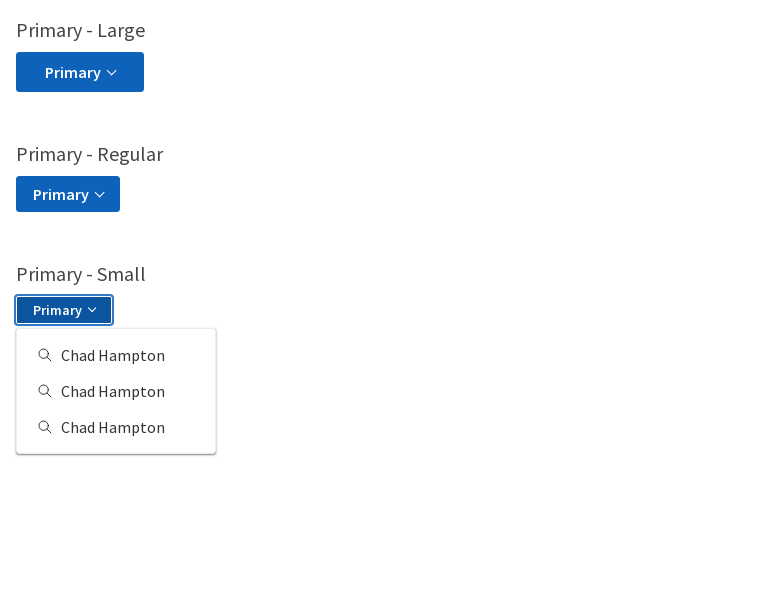 Primary - Large
Primary
Primary - Regular
Primary
Primary - Small
Primary
Chad Hampton
Chad Hampton
Chad Hampton